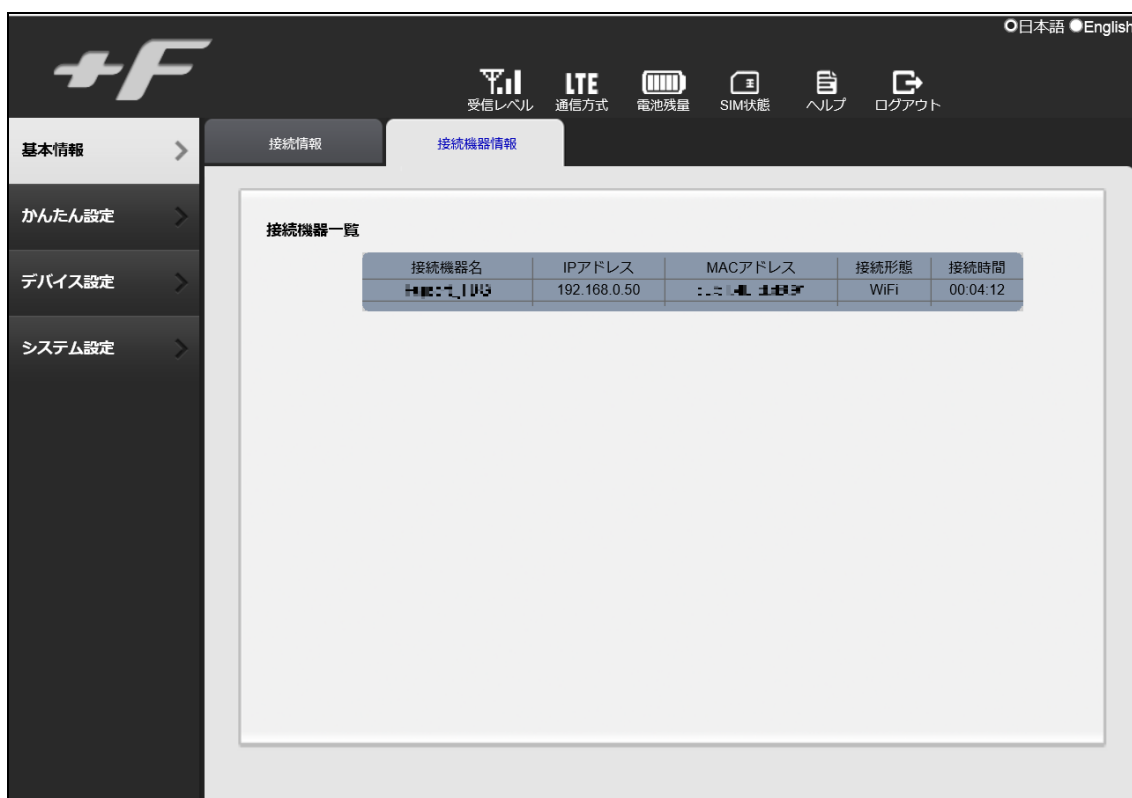 日本語 English
+F
LTE
受信レベル 通信方式 電池残量 SIM状態 ヘルプ ログアウト
基本情報
接続情報 接続機器情報
かんたん設定
デバイス設定
システム設定
接続機器一覧
接続機器名 IPアドレス MACアドレス 接続形態 接続時間
192.168.0.50 WiFi 00:04:12